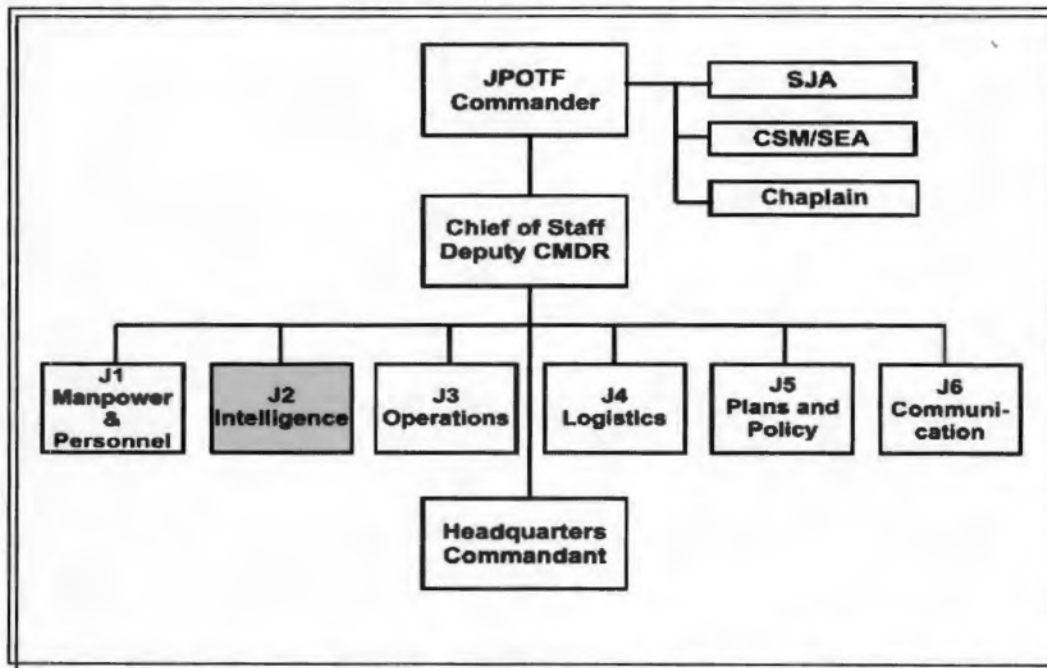 JPOTF
Commander
SJA
CSM/SEA
Chaplain
Chief of Staff
Deputy CMDR
J1
Manpower
&
Personnel
J2
Intelligence
J3
Operations
J4
Logistics
J5
Plans and
Policy
J6
Communi-
cation
Headquarters
Commandant